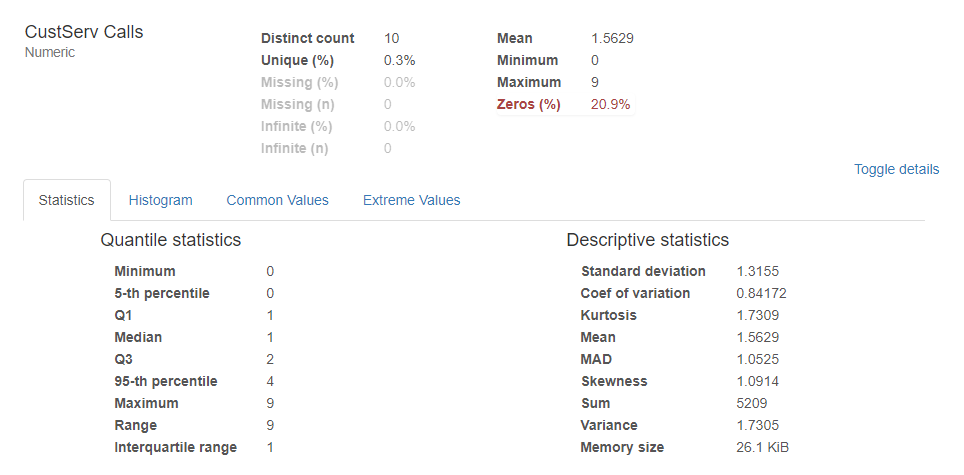 CustServ Calls
Numeric
Distinct count 10
Unique (%) 0.3%
Missing (%) 0.0%
Missing (n) 0
Infinite (%) 0.0%
Infinite (n) 0
Mean 1.5629
Minimum 0
Maximum 9
Zeros (%) 20.9%
Toggle details
Statistics Histogram Common Values Extreme Values
Quantile statistics
Minimum 0
5-th percentile 0
Q1 1
Median 1
Q3 2
95-th percentile 4
Maximum 9
Range 9
Interquartile range 1
Descriptive statistics
Standard deviation 1.3155
Coef of variation 0.84172
Kurtosis 1.7309
Mean 1.5629
MAD 1.0525
Skewness 1.0914
Sum 5209
Variance 1.7305
Memory size 26.1 KiB